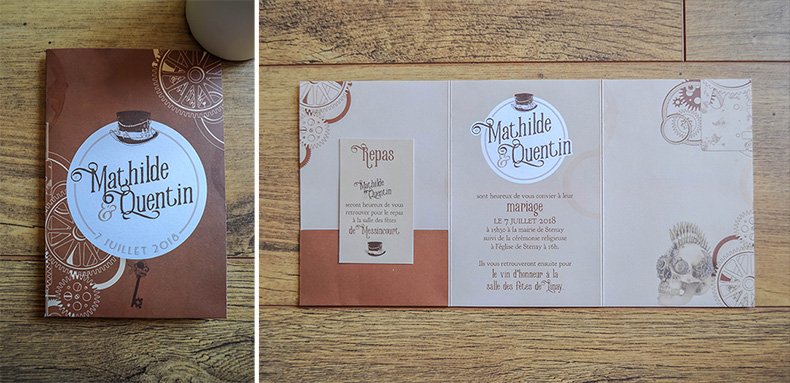 Mathilde
& Quentin
7 JUILLET 2018
Repas
Mathilde
& Quentin
seront heureux de vous
retrouver pour le repas
à la salle des fêtes
de Messincourt
Mathilde
& Quentin
sont heureux de vous convier à leur
mariage
LE 7 JUILLET 2018
à 15h30 à la mairie de Stenay
suivi de la cérémonie religieuse
à l'église de Stenay à 16h.
Ils vous retrouveront ensuite pour
le vin d'honneur à la
salle des fêtes de